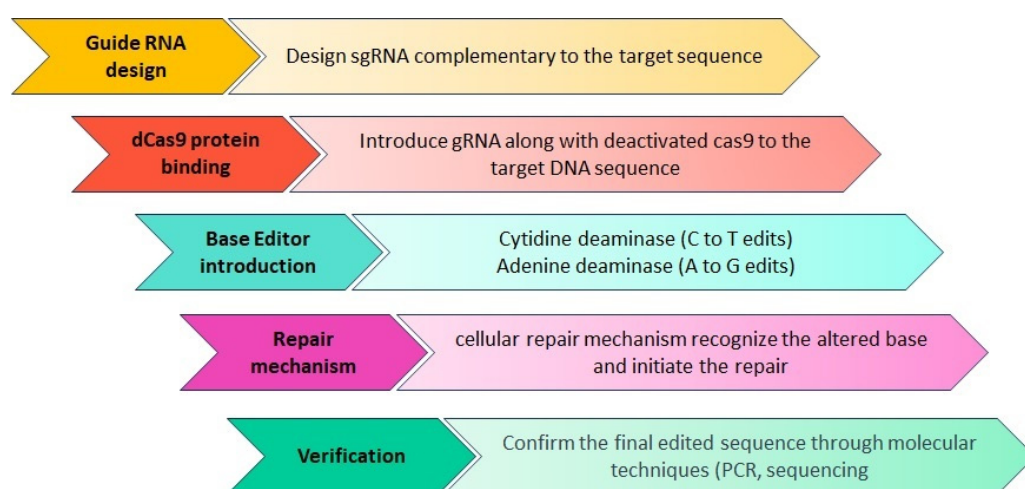 Guide RNA
design
Design sgRNA complementary to the target sequence
dCas9 protein
binding
Introduce gRNA along with deactivated cas9 to the
target DNA sequence
Base Editor
introduction
Cytidine deaminase (C to T edits)
Adenine deaminase (A to G edits)
Repair
mechanism
cellular repair mechanism recognize the altered base
and initiate the repair
Verification
Confirm the final edited sequence through molecular
techniques (PCR, sequencing